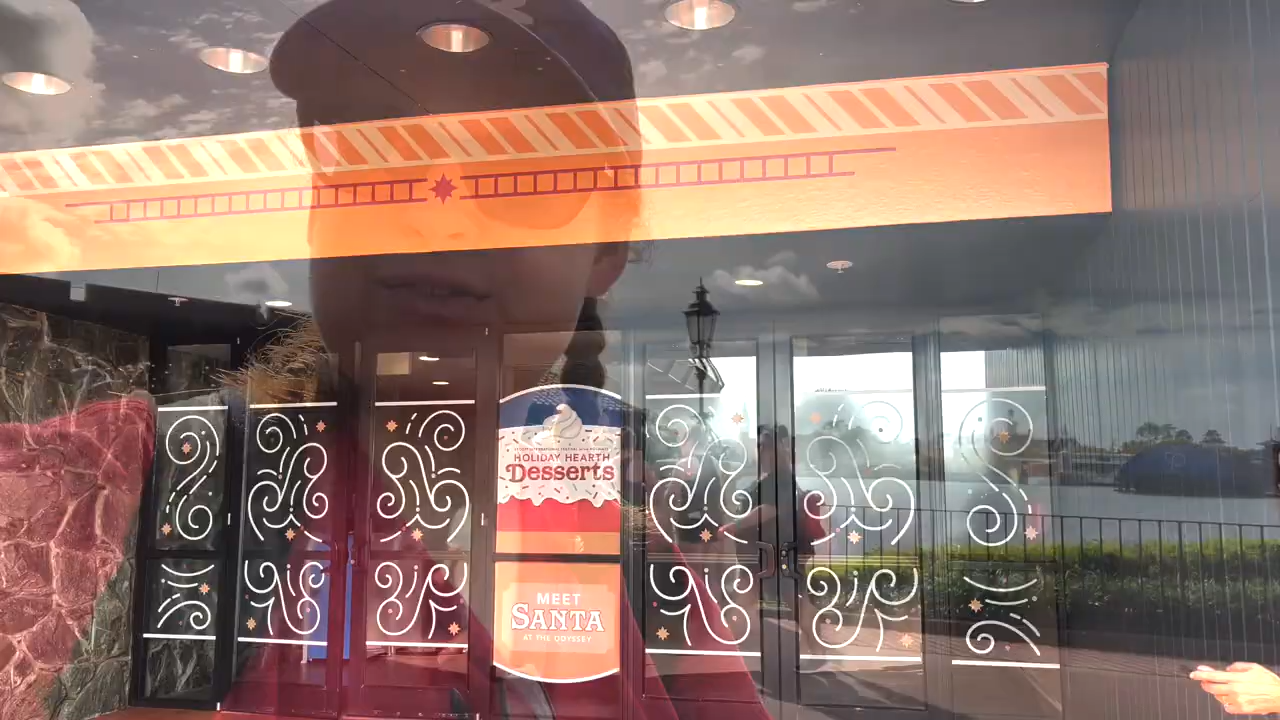 HOLIDAY HEARTH
Desserts
MEET
SANTA
AT THE ODYSSEY